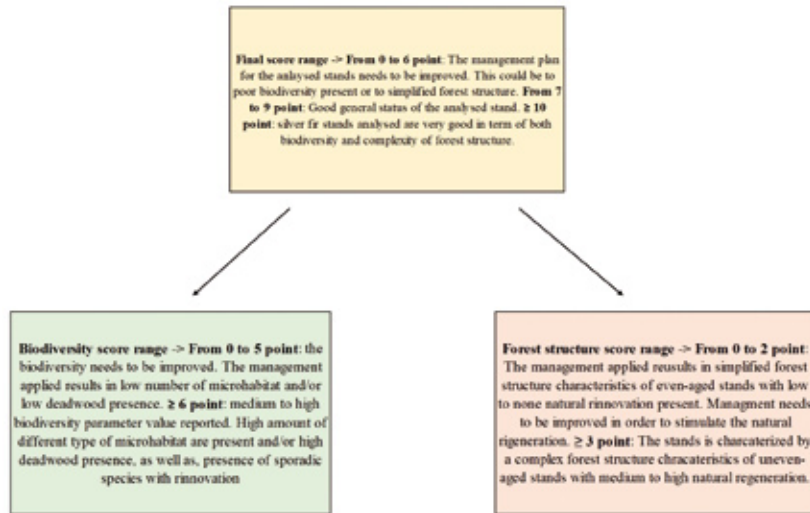 Final score range -> From 0 to 6 point: The management plan
for the anlaysed stands needs to be improved. This could be to
poor biodiversity present or to simplified forest structure. From 7
to 9 point: Good general status of the analysed stand. ≥ 10
point: silver fir stands analysed are very good in term of both
biodiversity and complexity of forest structure.
Biodiversity score range -> From 0 to 5 point: the
biodiversity needs to be improved. The management
applied results in low number of microhabitat and/or
low deadwood presence. ≥ 6 point: medium to high
biodiversity parameter value reported. High amount of
different type of microhabitat are present and/or high
deadwood presence, as well as, presence of sporadic
species with rinnovation
Forest structure score range -> From 0 to 2 point:
The management applied reusults in simplified forest
structure characteristics of even-aged stands with low
to none natural rinnovation present. Managment needs
to be improved in order to stimulate the natural
rigeneration. ≥ 3 point: The stands is charcaterized by
a complex forest structure chracateristics of uneven-
aged stands with medium to high natural regeneration.